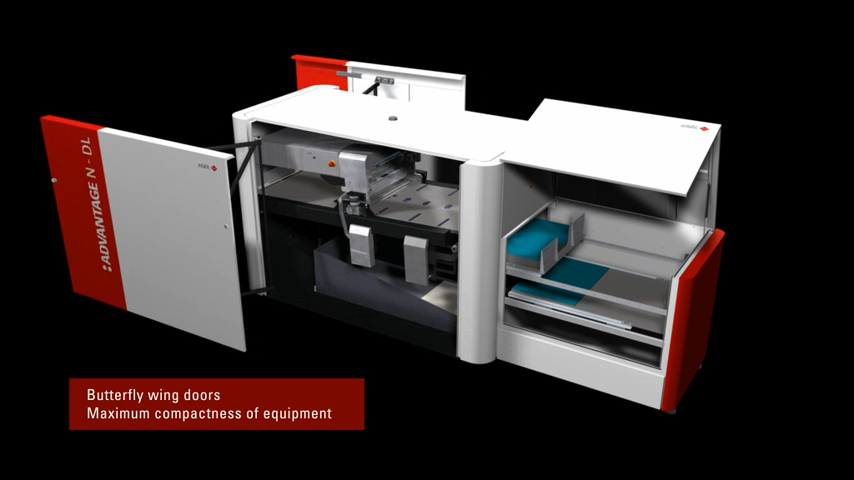 :ADVANTAGE N - DL
Butterfly wing doors
Maximum compactness of equipment